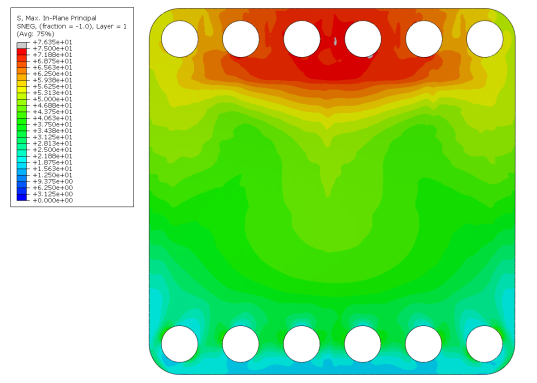 S, Max. In-Plane Principal
SNEG, (fraction = -1.0), Layer = 1
(Avg: 75%)
+7.635e+01
+7.500e+01
+7.188e+01
+6.875e+01
+6.563e+01
+6.250e+01
+5.938e+01
+5.625e+01
+5.313e+01
+5.000e+01
+4.688e+01
+4.375e+01
+4.063e+01
+3.750e+01
+3.438e+01
+3.125e+01
+2.813e+01
+2.500e+01
+2.188e+01
+1.875e+01
+1.563e+01
+1.250e+01
+9.375e+00
+6.250e+00
+3.125e+00
+0.000e+00